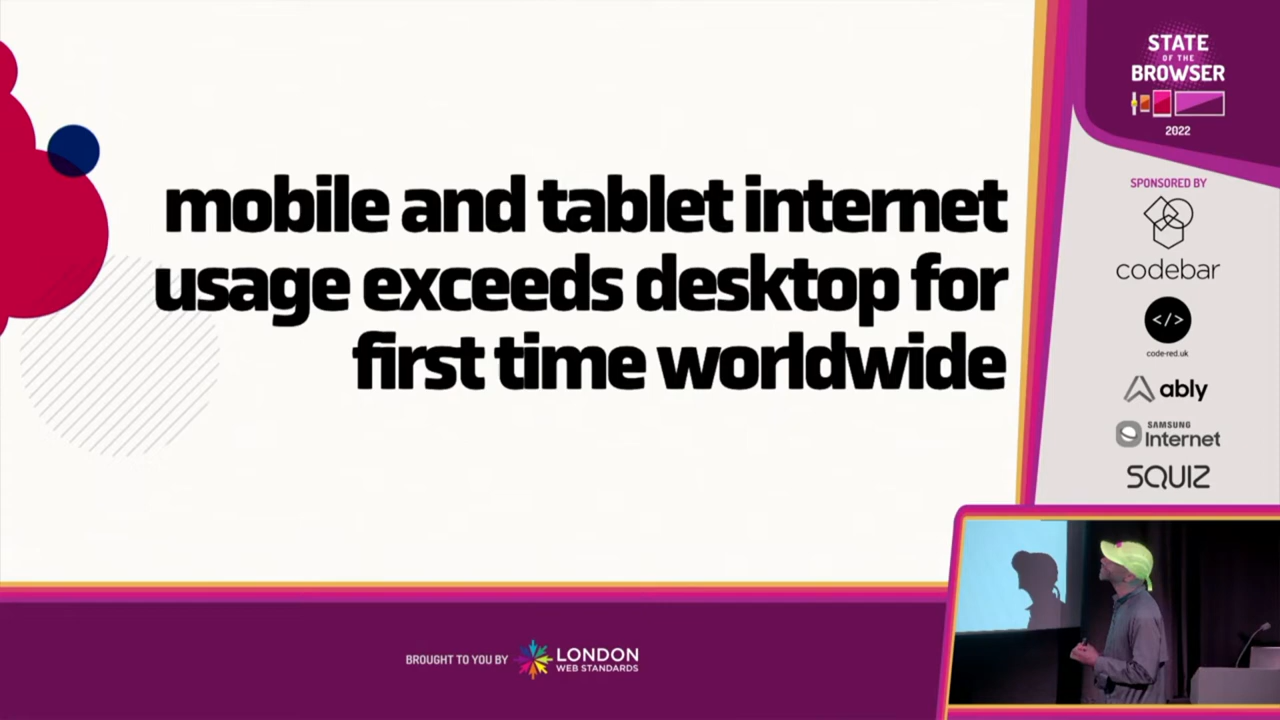 mobile and tablet internet
usage exceeds desktop for
first time worldwide
STATE
OF THE
BROWSER
2022
SPONSORED BY
codebar
</>
code-red.uk
ably
SAMSUNG
Internet
SQUIZ
BROUGHT TO YOU BY
LONDON
WEB STANDARDS